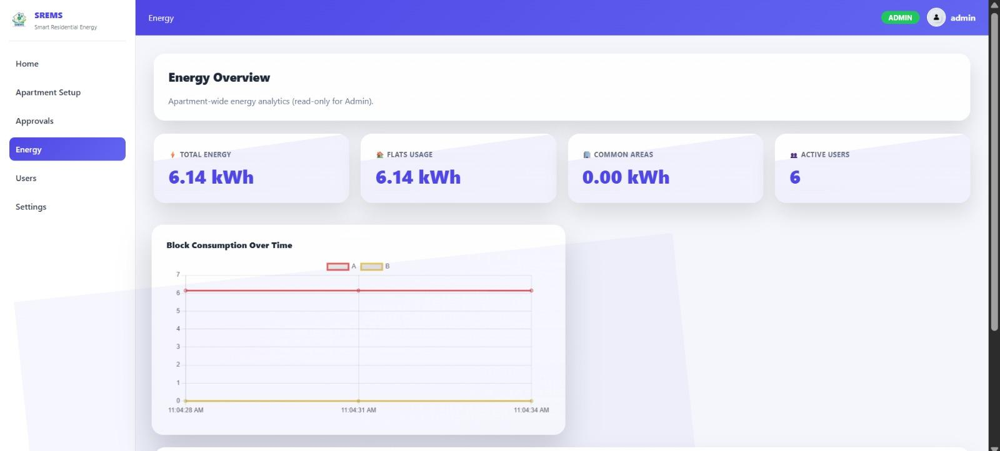 SREMS
Smart Residential Energy
Energy
ADMIN
admin
Home
Apartment Setup
Approvals
Energy
Users
Settings
Energy Overview
Apartment-wide energy analytics (read-only for Admin).
TOTAL ENERGY
6.14 kWh
FLATS USAGE
6.14 kWh
COMMON AREAS
0.00 kWh
ACTIVE USERS
6
Block Consumption Over Time
A B
7
6
5
4
3
2
1
0
11:04:28 AM 11:04:31 AM 11:04:34 AM